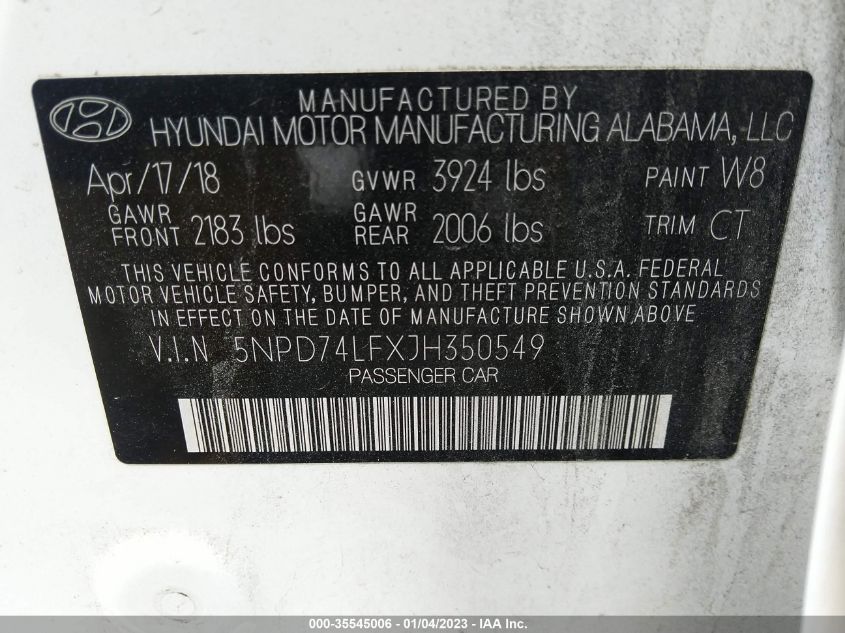 MANUFACTURED BY
HYUNDAI MOTOR MANUFACTURING ALABAMA, LLC
Apr/17/18 GVWR 3924 lbs PAINT W8
GAWR FRONT 2183 lbs GAWR REAR 2006 lbs TRIM CT
THIS VEHICLE CONFORMS TO ALL APPLICABLE U.S.A. FEDERAL
MOTOR VEHICLE SAFETY, BUMPER, AND THEFT PREVENTION STANDARDS
IN EFFECT ON THE DATE OF MANUFACTURE SHOWN ABOVE
V.I.N 5NPD74LFXJH350549
PASSENGER CAR
000-35545006 - 01/04/2023 - © IAA Inc.